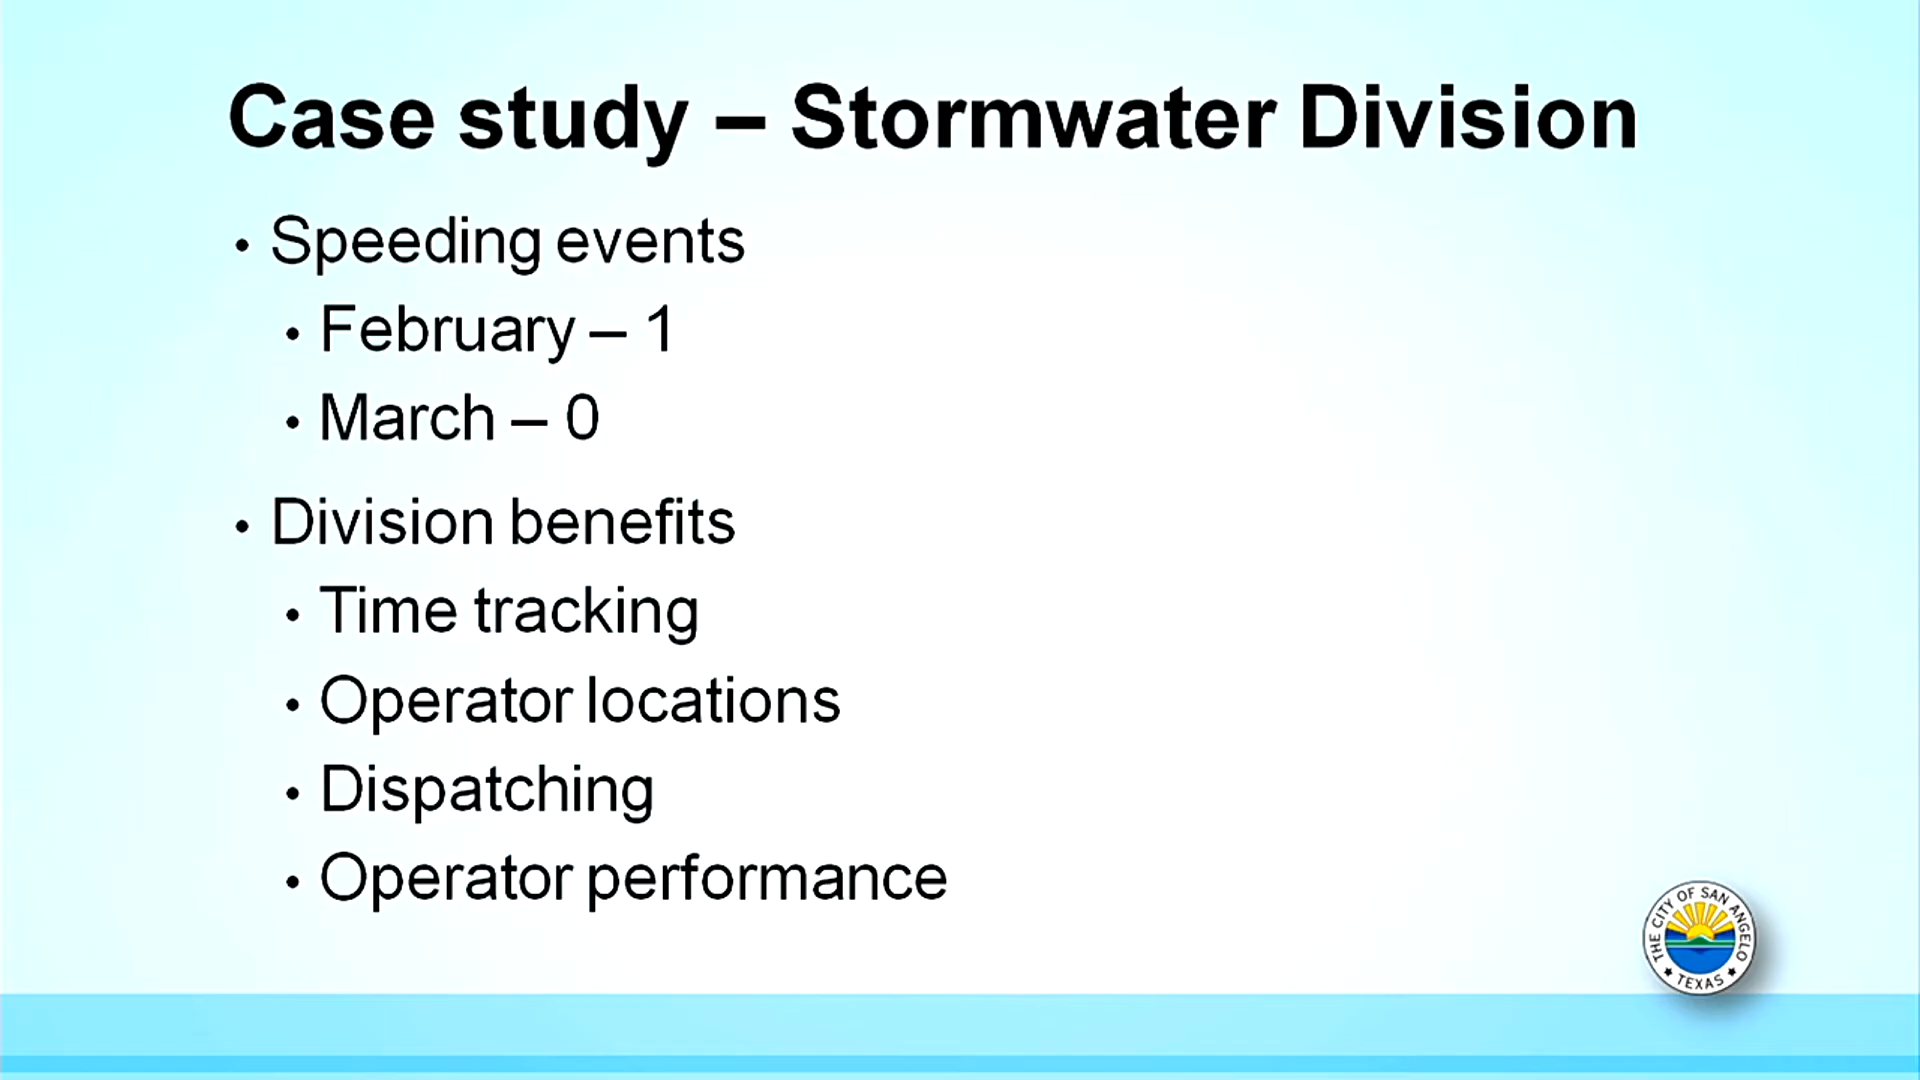 Case study – Stormwater Division
• Speeding events
• February – 1
• March – 0
• Division benefits
• Time tracking
• Operator locations
• Dispatching
• Operator performance
THE CITY OF SAN ANGELO
TEXAS